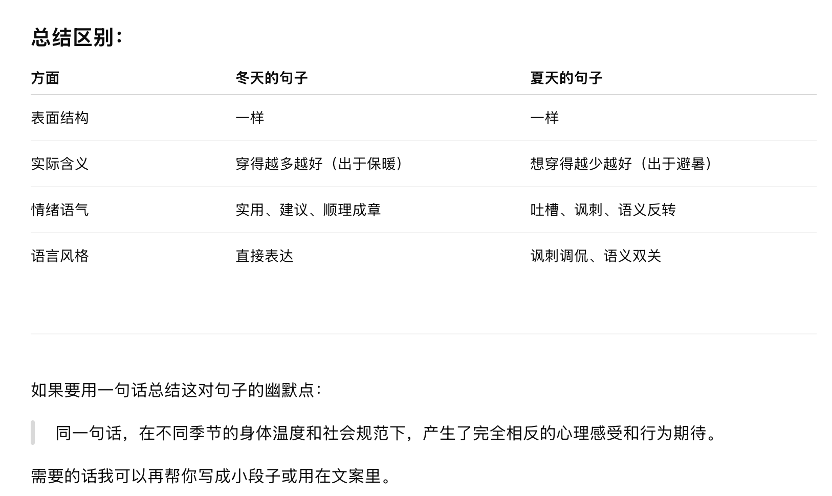 总结区别：
方面 冬天的句子 夏天的句子
表面结构 一样 一样
实际含义 穿得越多越好（出于保暖） 想穿得越少越好（出于避暑）
情绪语气 实用、建议、顺理成章 吐槽、讽刺、语义反转
语言风格 直接表达 讽刺调侃、语义双关
如果要用一句话总结这对句子的幽默点：
同一句话，在不同季节的身体温度和社会规范下，产生了完全相反的心理感受和行为期待。
需要的话我可以再帮你写成小段子或用在文案里。